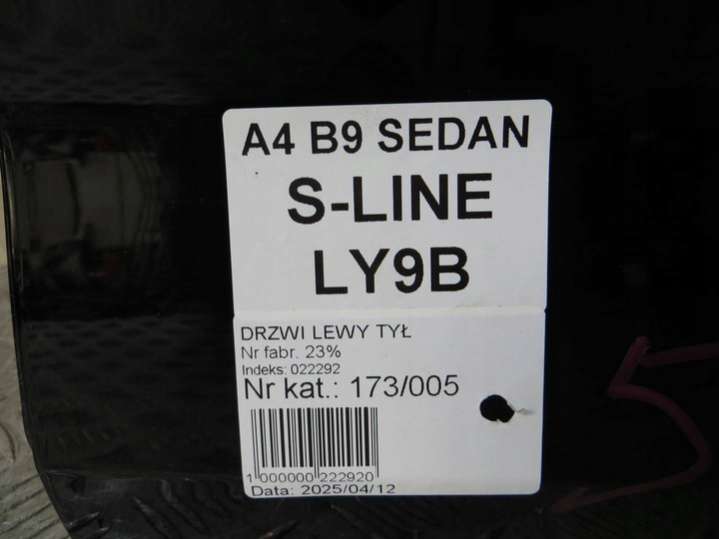 A4 B9 SEDAN
S-LINE
LY9B
DRZWI LEWY TYŁ
Nr fabr. 23%
Indeks: 022292
Nr kat.: 173/005
1 000000 222920
Data: 2025/04/12